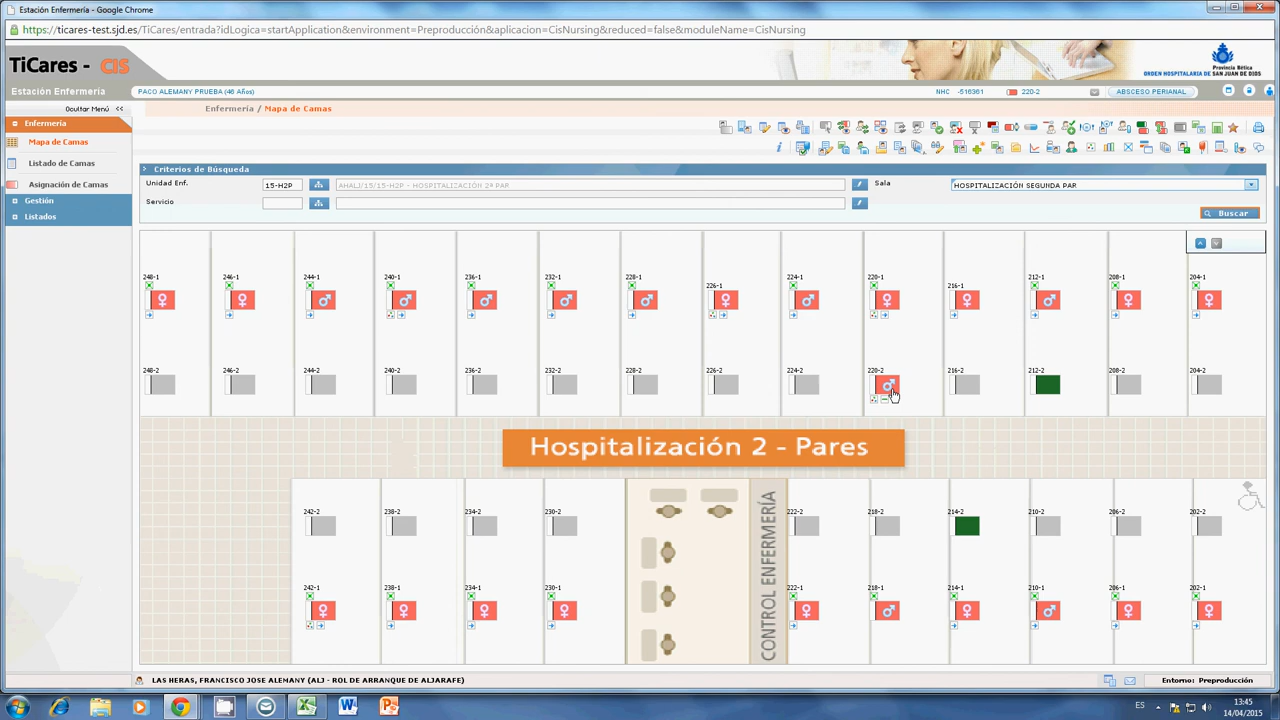 Estación Enfermería - Google Chrome
https://ticares-test.sjd.es/TiCares/entrada?idLogica=startApplication&environment=Preproducción&aplicacion=CisNursing&reduced=false&moduleName=CisNursing
TiCares - CIS
Provincia Bética
ORDEN HOSPITALARIA DE SAN JUAN DE DIOS
Estación Enfermería
PACO ALEMANY PRUEBA (46 Años)
NHC -516361
220-2
ABSCESO PERIANAL
Ocultar Menú <<
Enfermería / Mapa de Camas
Enfermería
Mapa de Camas
Listado de Camas
Asignación de Camas
Gestión
Listados
Criterios de Búsqueda
Unidad Enf. 15-H2P AHALJ/15/15-H2P - HOSPITALIZACIÓN 2ª PAR Sala HOSPITALIZACIÓN SEGUNDA PAR
Servicio
Buscar
248-1 246-1 244-1 240-1 236-1 232-1 228-1 226-1 224-1 220-1 216-1 212-1 208-1 204-1
248-2 246-2 244-2 240-2 236-2 232-2 228-2 226-2 224-2 220-2 216-2 212-2 208-2 204-2
Hospitalización 2 - Pares
242-2 238-2 234-2 230-2 222-2 218-2 214-2 210-2 206-2 202-2
CONTROL ENFERMERÍA
242-1 238-1 234-1 230-1 222-1 218-1 214-1 210-1 206-1 202-1
LAS HERAS, FRANCISCO JOSE ALEMANY (ALJ - ROL DE ARRANQUE DE ALJARAFE)
Entorno: Preproducción
ES
13:45
14/04/2015